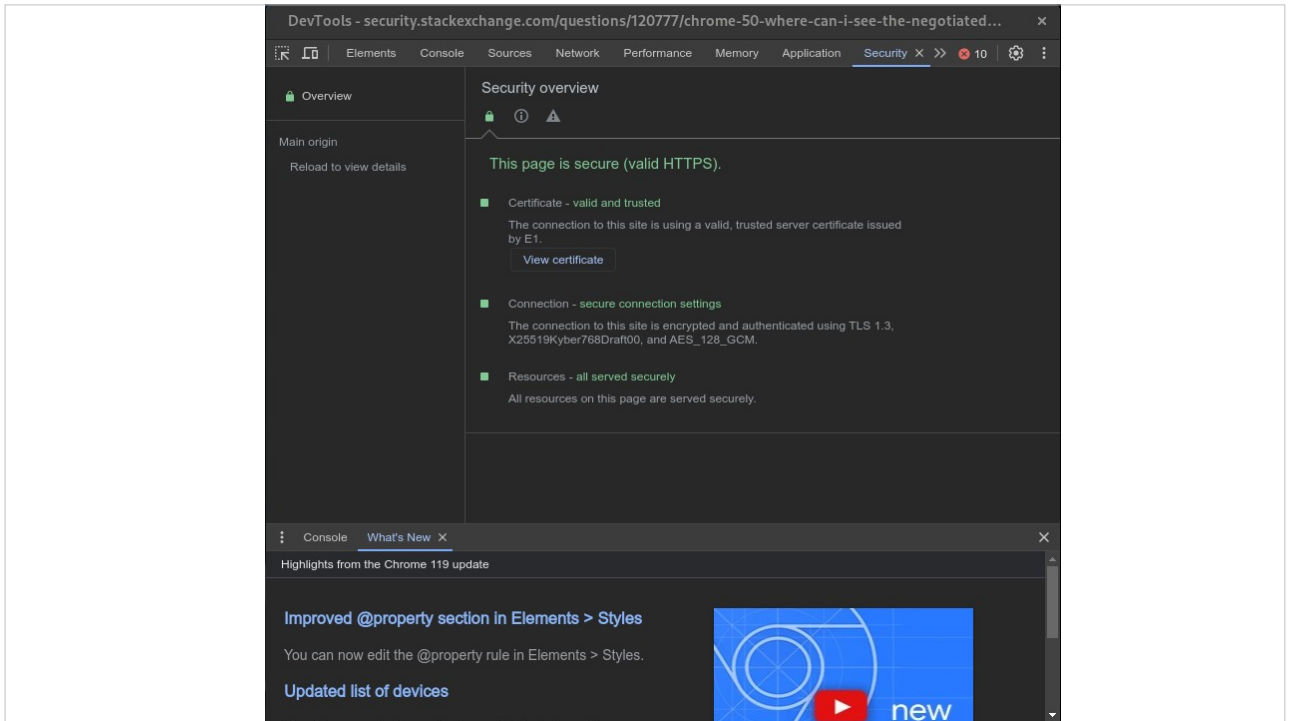 DevTools - security.stackexchange.com/questions/120777/chrome-50-where-can-i-see-the-negotiated...
Elements Console Sources Network Performance Memory Application Security 10
Overview
Main origin
Reload to view details
Security overview
This page is secure (valid HTTPS).
Certificate - valid and trusted
The connection to this site is using a valid, trusted server certificate issued
by E1.
View certificate
Connection - secure connection settings
The connection to this site is encrypted and authenticated using TLS 1.3,
X25519Kyber768Draft00, and AES_128_GCM.
Resources - all served securely
All resources on this page are served securely.
Console What's New
Highlights from the Chrome 119 update
Improved @property section in Elements > Styles
You can now edit the @property rule in Elements > Styles.
Updated list of devices
new